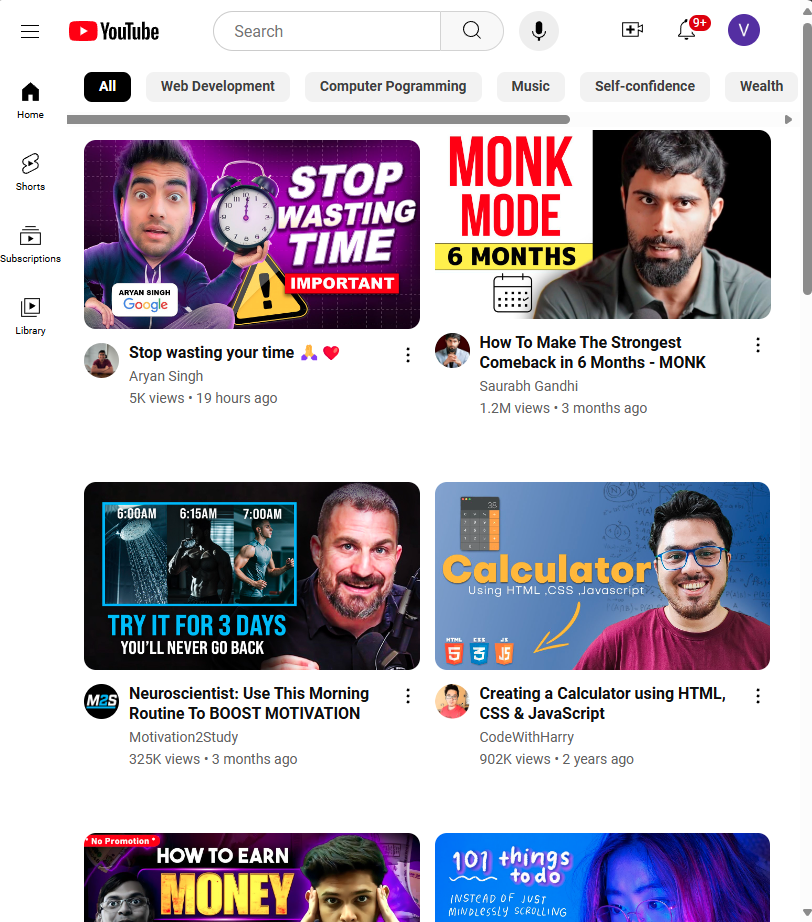 YouTube
Search
9+
V
All
Web Development
Computer Pogramming
Music
Self-confidence
Wealth
Home
Shorts
Subscriptions
Library
STOP
WASTING
TIME
IMPORTANT
ARYAN SINGH
Google
Stop wasting your time 🙏 ❤️
Aryan Singh
5K views • 19 hours ago
MONK
MODE
6 MONTHS
How To Make The Strongest
Comeback in 6 Months - MONK
Saurabh Gandhi
1.2M views • 3 months ago
6:00AM 6:15AM 7:00AM
TRY IT FOR 3 DAYS
YOU'LL NEVER GO BACK
M2S
Neuroscientist: Use This Morning
Routine To BOOST MOTIVATION
Motivation2Study
325K views • 3 months ago
Calculator
Using HTML ,CSS ,Javascript
HTML CSS JS
5 3 JS
Creating a Calculator using HTML,
CSS & JavaScript
CodeWithHarry
902K views • 2 years ago
* No Promotion *
HOW TO EARN
MONEY
101 things
to do
INSTEAD OF JUST
MINDLESSLY SCROLLING